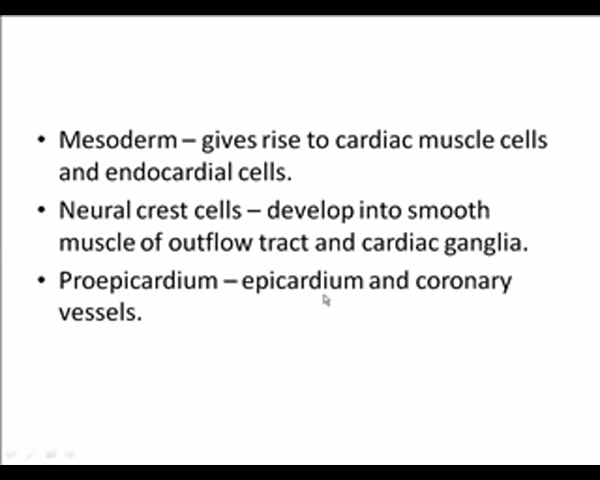 • Mesoderm – gives rise to cardiac muscle cells
and endocardial cells.
• Neural crest cells – develop into smooth
muscle of outflow tract and cardiac ganglia.
• Proepicardium – epicardium and coronary
vessels.